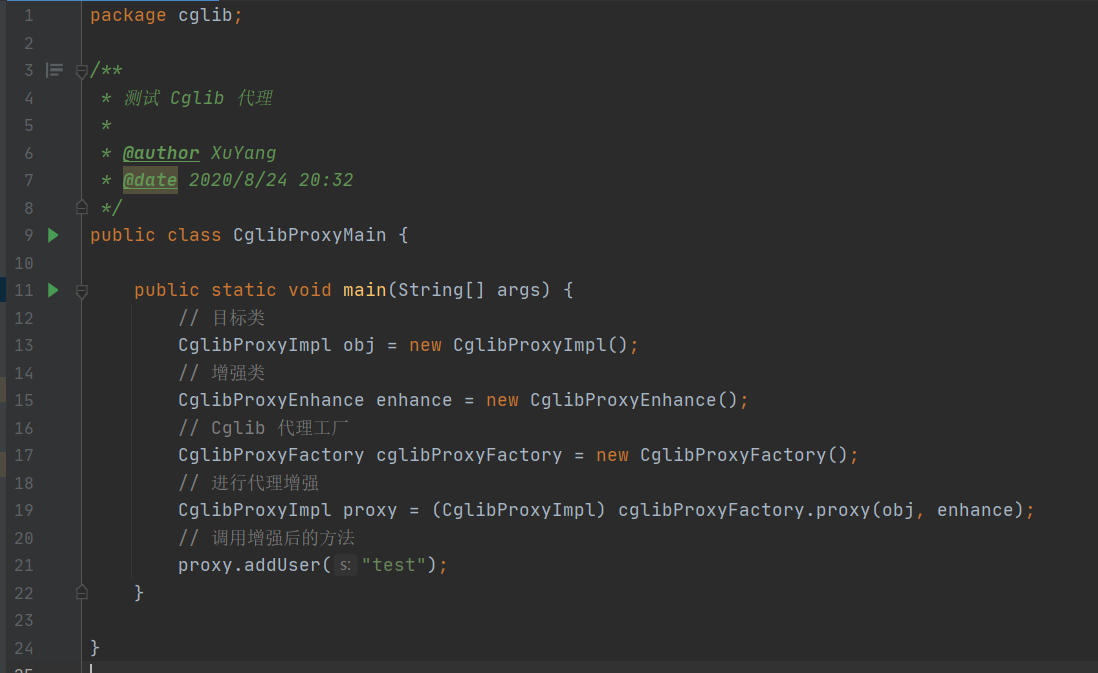 1 package cglib;
2
3 /**
4 * 测试 Cglib 代理
5 *
6 * @author XuYang
7 * @date 2020/8/24 20:32
8 */
9 public class CglibProxyMain {
10
11 public static void main(String[] args) {
12 // 目标类
13 CglibProxyImpl obj = new CglibProxyImpl();
14 // 增强类
15 CglibProxyEnhance enhance = new CglibProxyEnhance();
16 // Cglib 代理工厂
17 CglibProxyFactory cglibProxyFactory = new CglibProxyFactory();
18 // 进行代理增强
19 CglibProxyImpl proxy = (CglibProxyImpl) cglibProxyFactory.proxy(obj, enhance);
20 // 调用增强后的方法
21 proxy.addUser( s: "test");
22 }
23
24 }
25